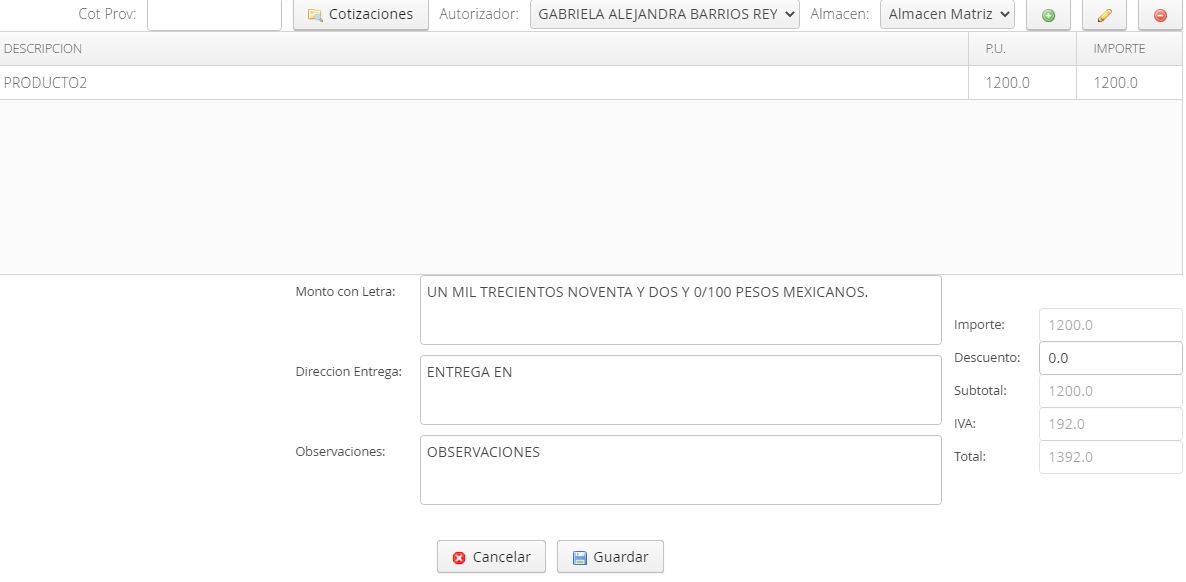 Cot Prov: Cotizaciones Autorizador: GABRIELA ALEJANDRA BARRIOS REY Almacen: Almacen Matriz
DESCRIPCION P.U. IMPORTE
PRODUCTO2 1200.0 1200.0
Monto con Letra: UN MIL TRECIENTOS NOVENTA Y DOS Y 0/100 PESOS MEXICANOS.
Importe: 1200.0
Descuento: 0.0
Direccion Entrega: ENTREGA EN
Subtotal: 1200.0
IVA: 192.0
Observaciones: OBSERVACIONES
Total: 1392.0
Cancelar Guardar